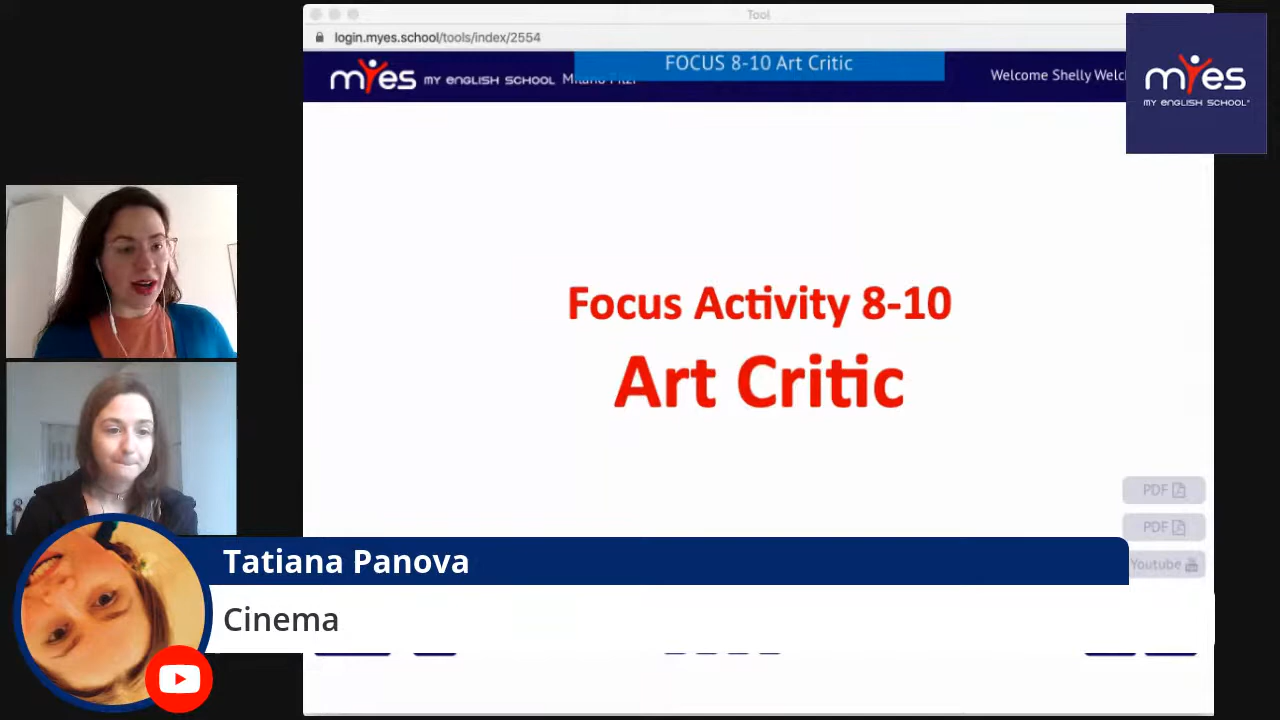 Tool
login.myes.school/tools/index/2554
FOCUS 8-10 Art Critic
myes MY ENGLISH SCHOOL
Welcome Shelly Welc
myes
MY ENGLISH SCHOOL
Focus Activity 8-10
Art Critic
PDF
PDF
Youtube
Tatiana Panova
Cinema